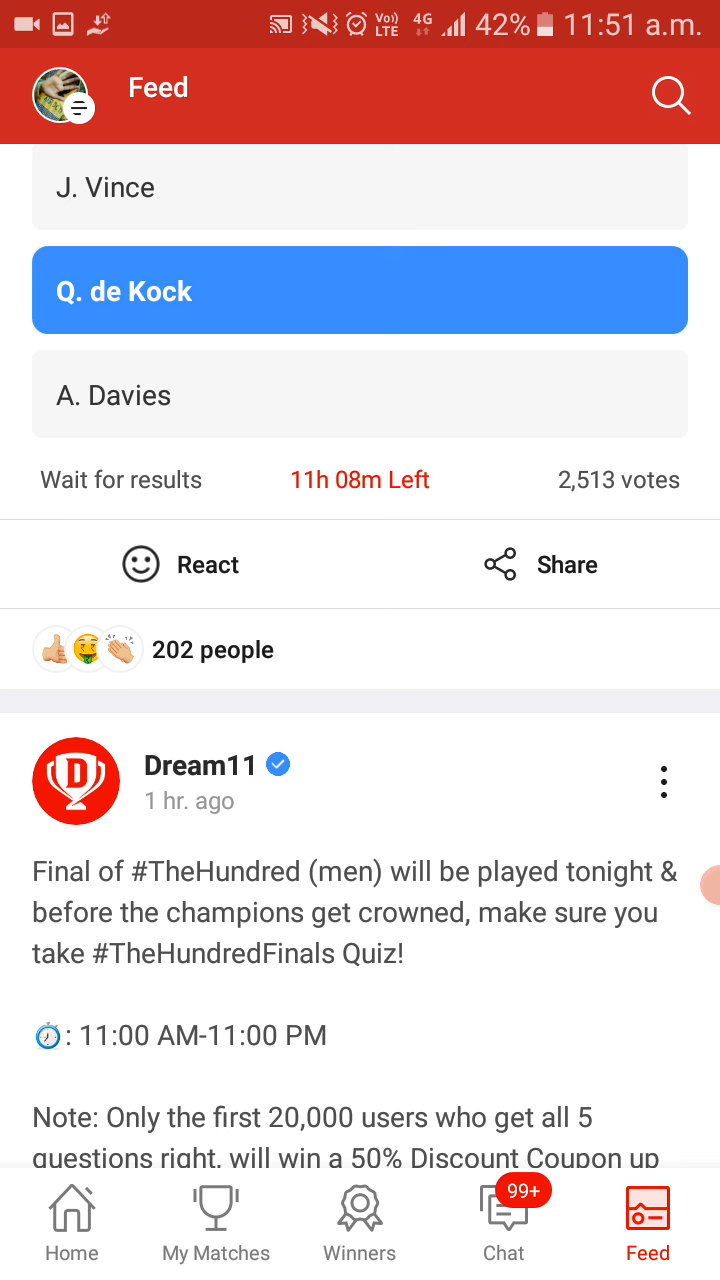 Vo)) LTE 4G 42% 11:51 a.m.
Feed
J. Vince
Q. de Kock
A. Davies
Wait for results 11h 08m Left 2,513 votes
React Share
202 people
D
Dream11
1 hr. ago
Final of #TheHundred (men) will be played tonight &
before the champions get crowned, make sure you
take #TheHundredFinals Quiz!
: 11:00 AM-11:00 PM
Note: Only the first 20,000 users who get all 5
questions right, will win a 50% Discount Coupon up
99+
Home My Matches Winners Chat Feed